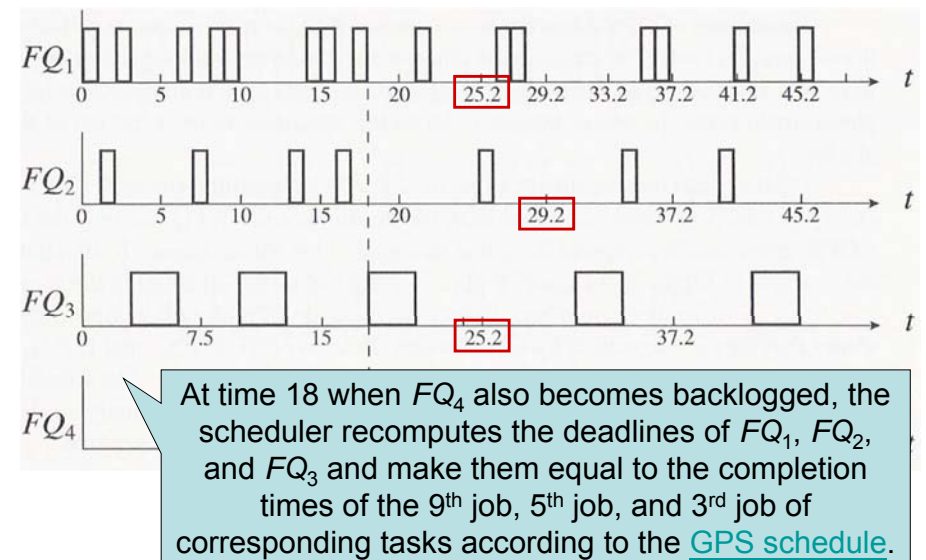 FQ1
t
0 5 10 15 20 25.2 29.2 33.2 37.2 41.2 45.2
FQ2
t
0 5 10 15 20 29.2 37.2 45.2
FQ3
t
0 7.5 15 25.2 37.2
FQ4
At time 18 when FQ4 also becomes backlogged, the
scheduler recomputes the deadlines of FQ1, FQ2,
and FQ3 and make them equal to the completion
times of the 9th job, 5th job, and 3rd job of
corresponding tasks according to the GPS schedule.